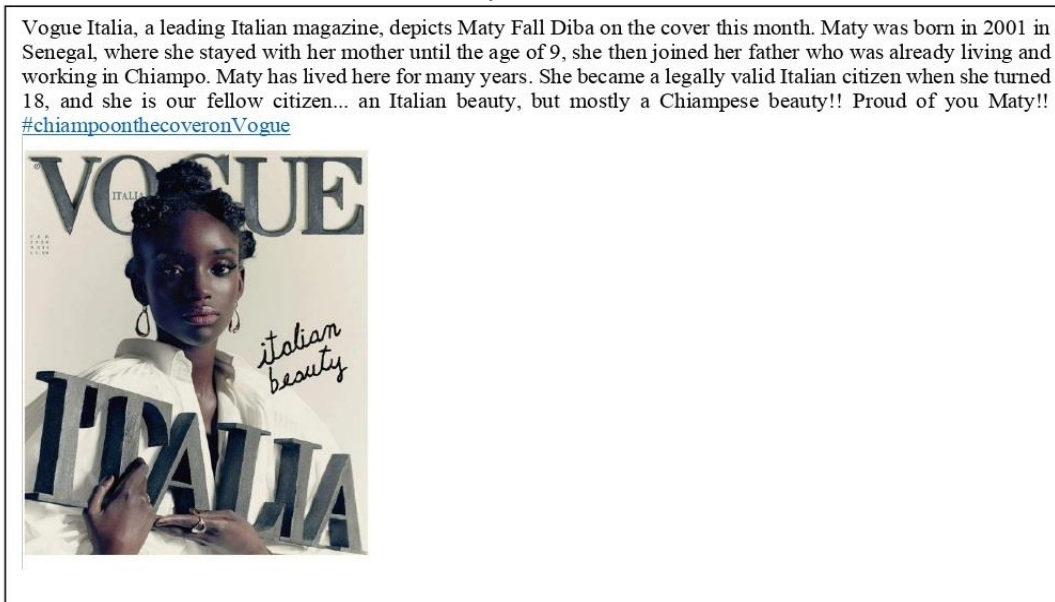 Vogue Italia, a leading Italian magazine, depicts Maty Fall Diba on the cover this month. Maty was born in 2001 in
Senegal, where she stayed with her mother until the age of 9, she then joined her father who was already living and
working in Chiampo. Maty has lived here for many years. She became a legally valid Italian citizen when she turned
18, and she is our fellow citizen... an Italian beauty, but mostly a Chiampese beauty!! Proud of you Maty!!
#chiampoonthecoveronVogue
VOGUE
ITALIA
italian
beauty
ITALIA